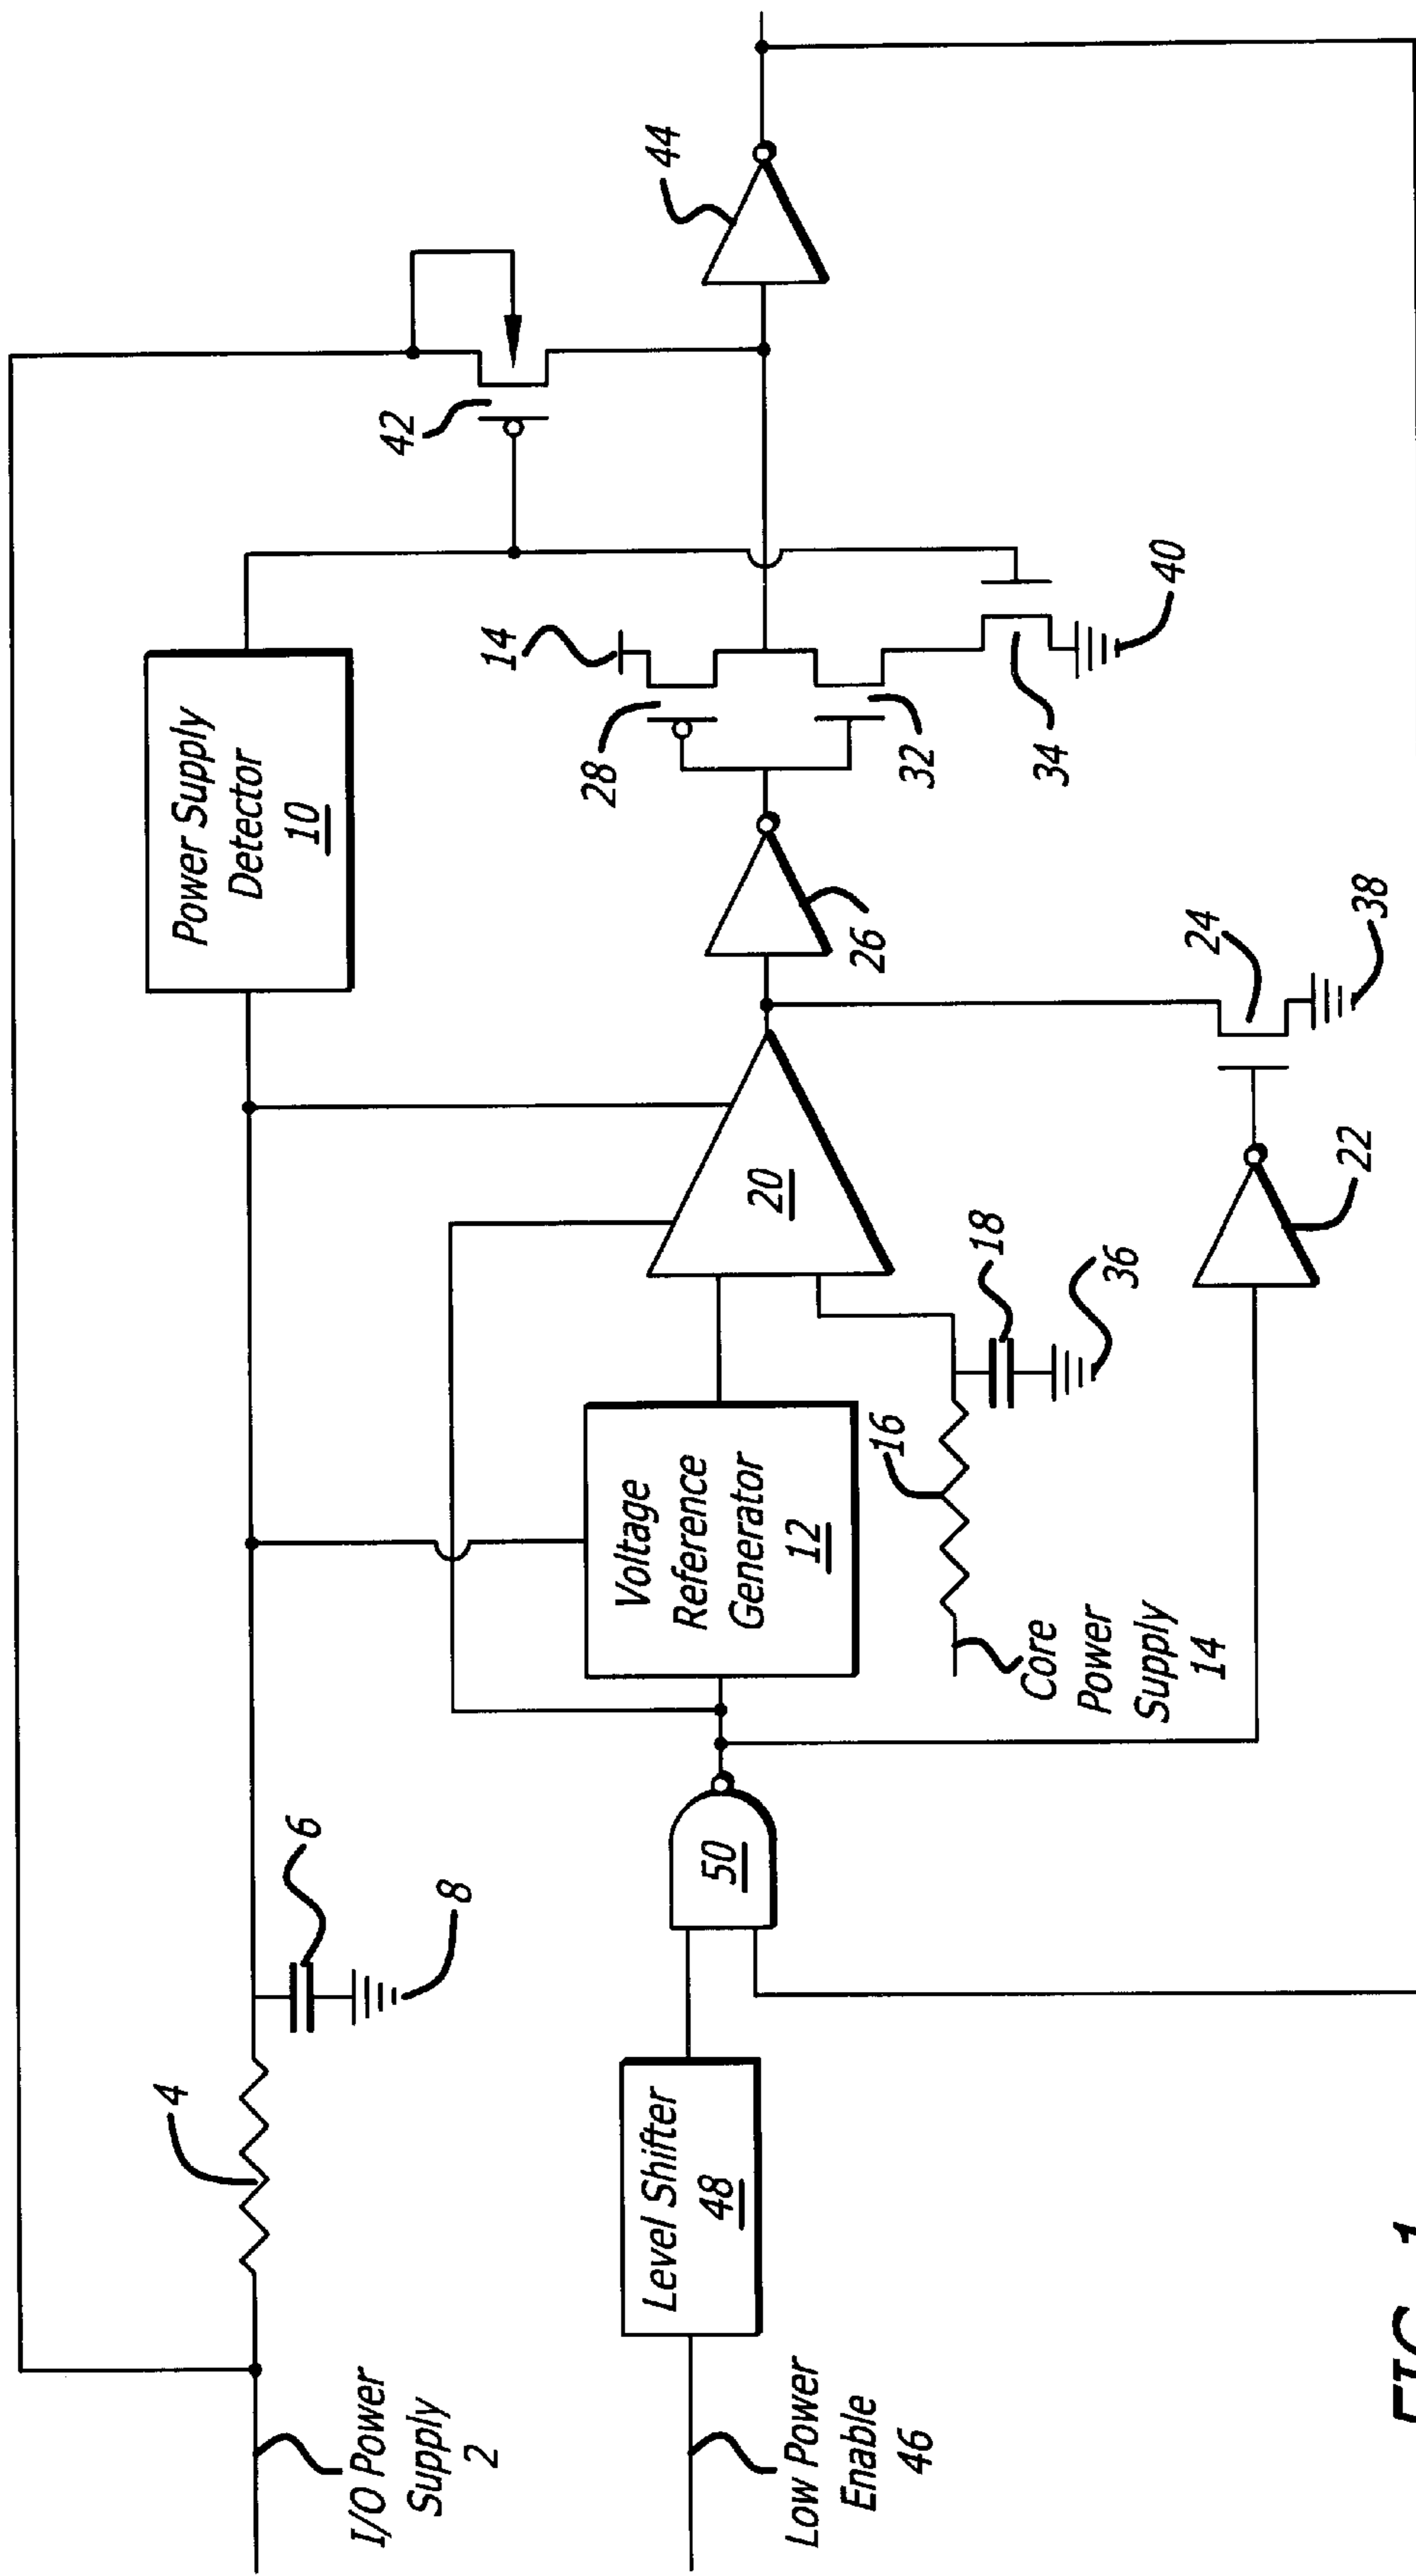 I/O Power
Supply
2
4
6
8
Power Supply
Detector
10
42
44
Low Power
Enable
46
Level Shifter
48
50
Voltage
Reference
Generator
12
20
26
28
14
32
34
40
Core
Power
Supply
14
16
18
36
22
24
38
FIG. 1